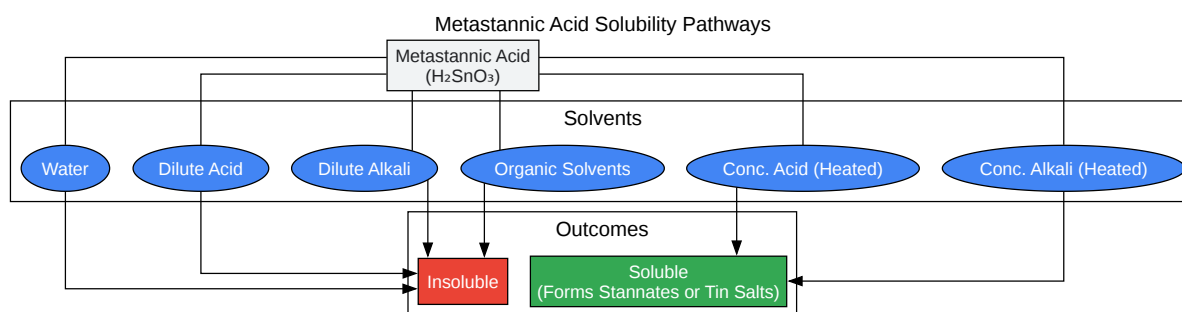 Metastannic Acid Solubility Pathways
Metastannic Acid
(H₂SnO₃)
Solvents
Water
Dilute Acid
Dilute Alkali
Organic Solvents
Conc. Acid (Heated)
Conc. Alkali (Heated)
Outcomes
Insoluble
Soluble
(Forms Stannates or Tin Salts)